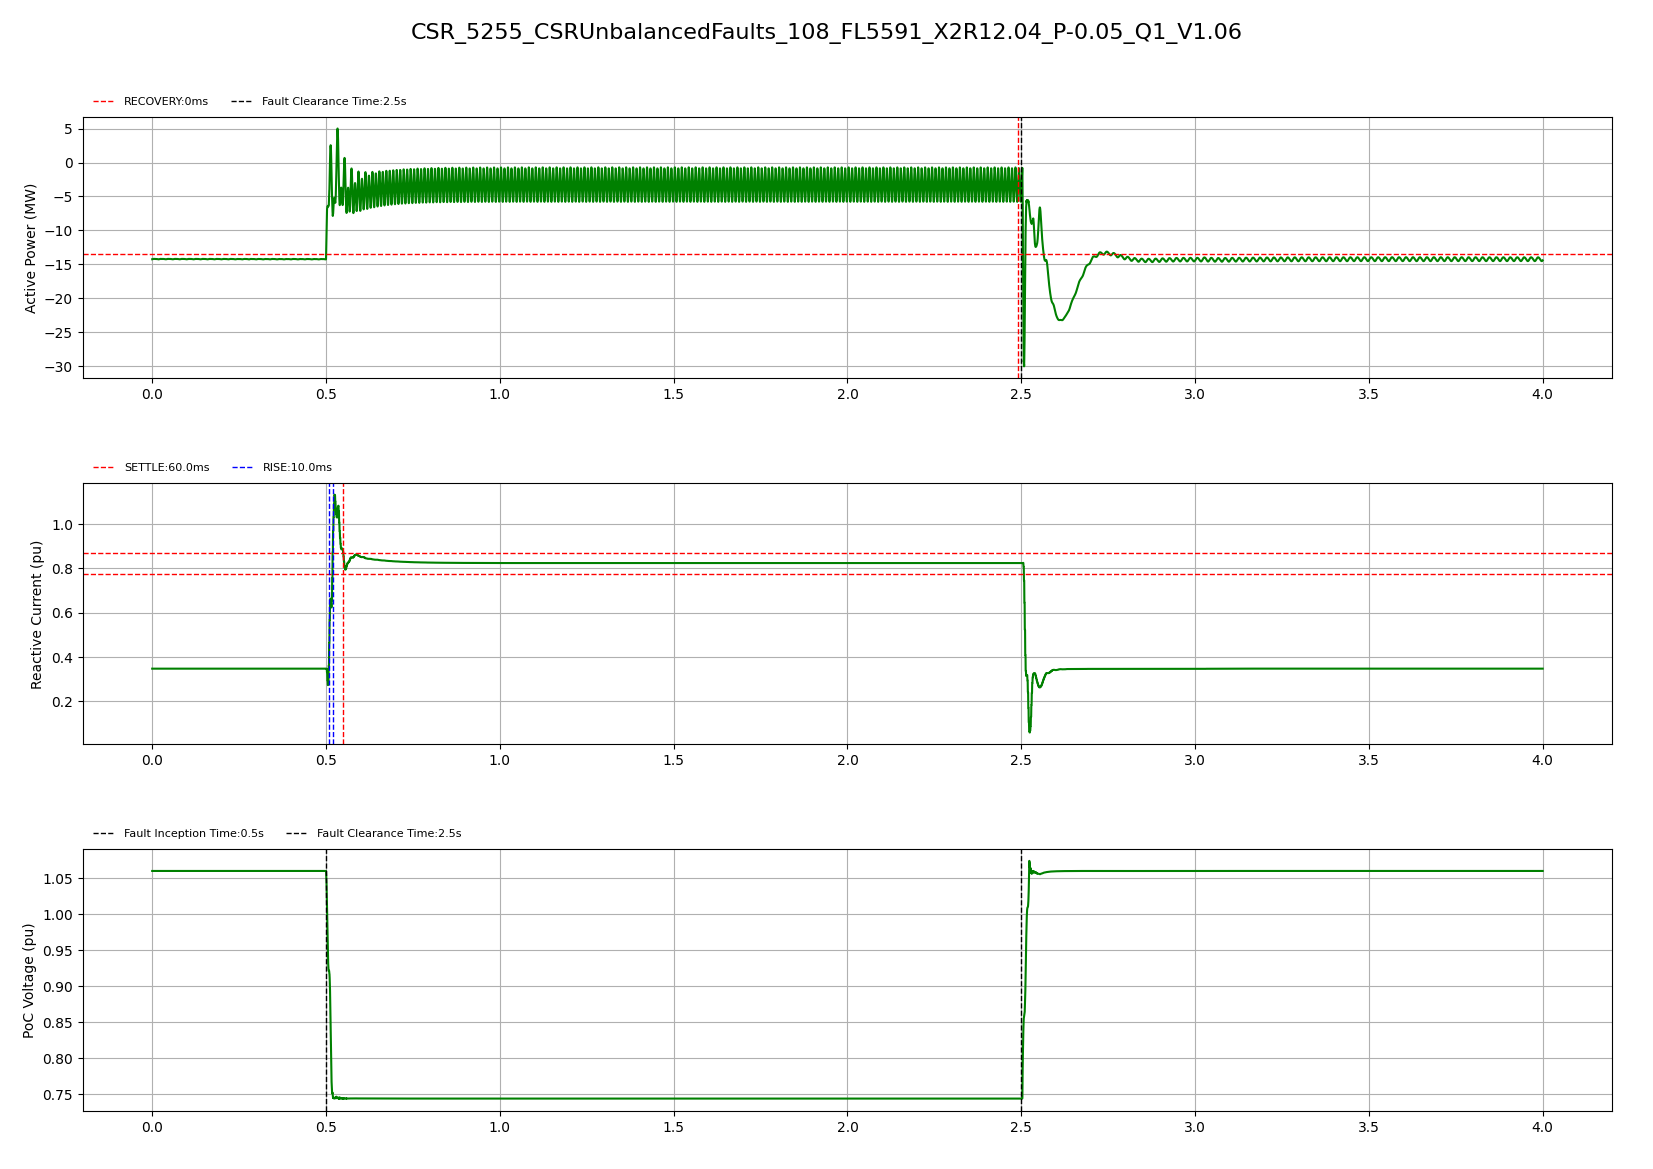 CSR_5255_CSRUnbalancedFaults_108_FL5591_X2R12.04_P-0.05_Q1_V1.06
RECOVERY:0ms Fault Clearance Time:2.5s
Active Power (MW)
5
0
−5
−10
−15
−20
−25
−30
0.0 0.5 1.0 1.5 2.0 2.5 3.0 3.5 4.0
SETTLE:60.0ms RISE:10.0ms
Reactive Current (pu)
1.0
0.8
0.6
0.4
0.2
0.0 0.5 1.0 1.5 2.0 2.5 3.0 3.5 4.0
Fault Inception Time:0.5s Fault Clearance Time:2.5s
PoC Voltage (pu)
1.05
1.00
0.95
0.90
0.85
0.80
0.75
0.0 0.5 1.0 1.5 2.0 2.5 3.0 3.5 4.0